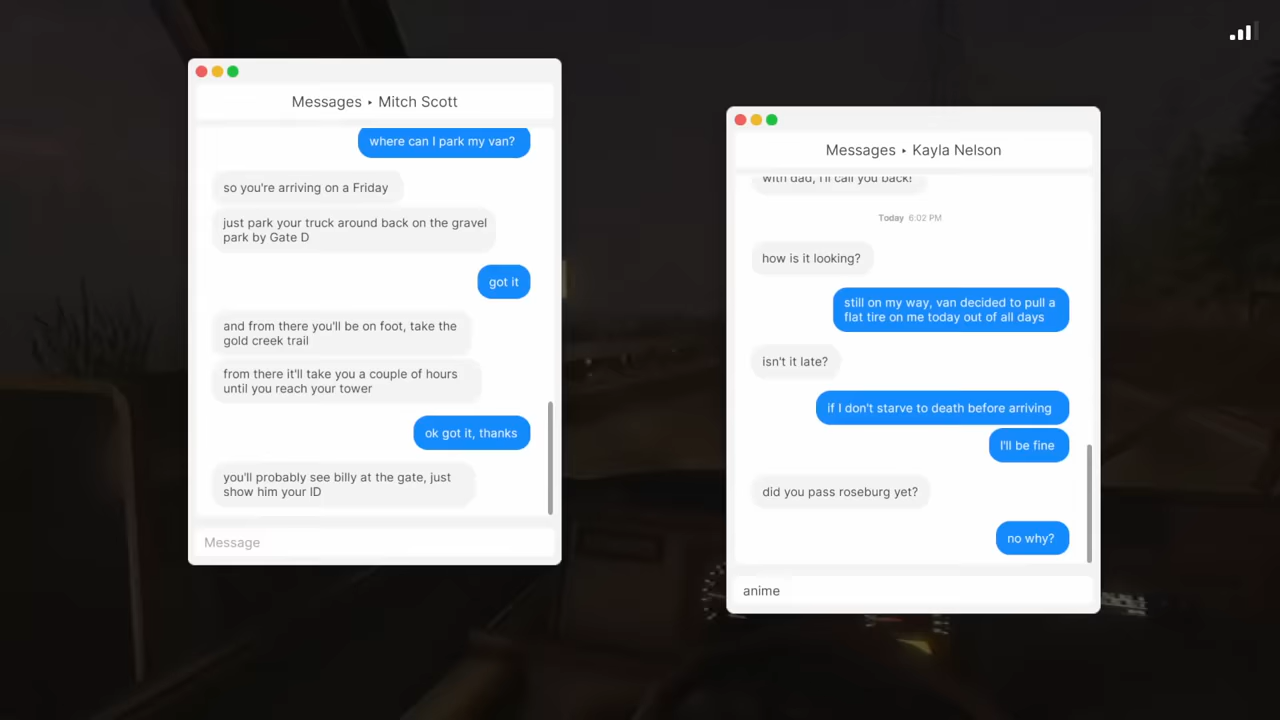 Messages ▸ Mitch Scott
where can I park my van?
so you're arriving on a Friday
just park your truck around back on the gravel
park by Gate D
got it
and from there you'll be on foot, take the
gold creek trail
from there it'll take you a couple of hours
until you reach your tower
ok got it, thanks
you'll probably see billy at the gate, just
show him your ID
Message
Messages ▸ Kayla Nelson
with dad, I'll call you back!
Today 6:02 PM
how is it looking?
still on my way, van decided to pull a
flat tire on me today out of all days
isn't it late?
if I don't starve to death before arriving
I'll be fine
did you pass roseburg yet?
no why?
anime